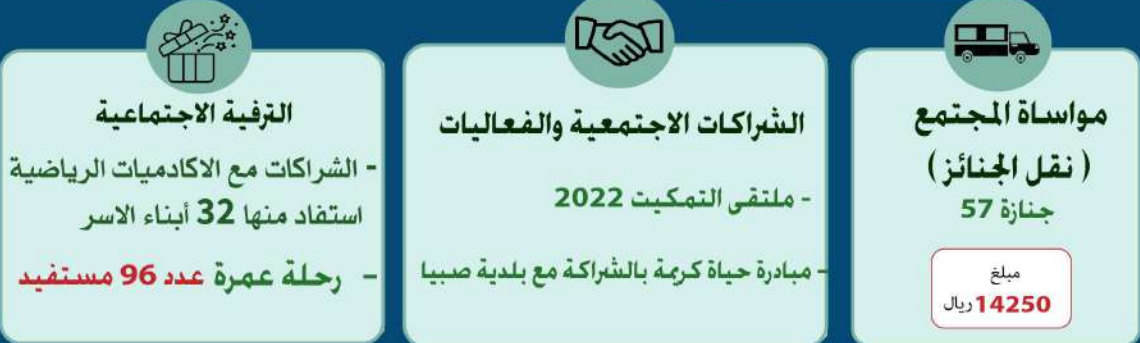 مواساة المجتمع
( نقل الجنائز )
57 جنازة
مبلغ
14250 ريال
الشراكات الاجتمعية والفعاليات
- ملتقى التمكيت 2022
- مبادرة حياة كريمة بالشراكة مع بلدية صبيا
الترفية الاجتماعية
- الشراكات مع الاكادميات الرياضية
استفاد منها 32 أبناء الاسر
- رحلة عمرة عدد 96 مستفيد